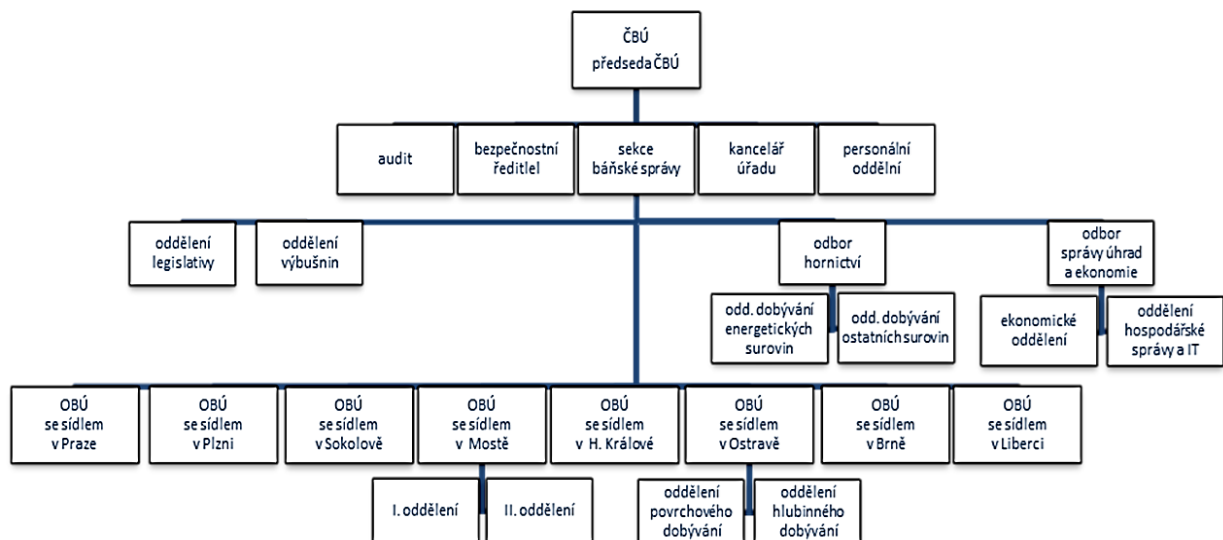 ČBÚ
předseda ČBÚ
audit
bezpečnostní
ředitlel
sekce
báňské správy
kancelář
úřadu
personální
oddělní
oddělení
legislativy
oddělení
výbušnin
odbor
hornictví
odbor
správy úhrad
a ekonomie
odd. dobývání
energetických
surovin
odd. dobývání
ostatních surovin
ekonomické
oddělení
oddělení
hospodářské
správy a IT
OBÚ
se sídlem
v Praze
OBÚ
se sídlem
v Plzni
OBÚ
se sídlem
v Sokolově
OBÚ
se sídlem
v Mostě
OBÚ
se sídlem
v H. Králové
OBÚ
se sídlem
v Ostravě
OBÚ
se sídlem
v Brně
OBÚ
se sídlem
v Liberci
I. oddělení
II. oddělení
oddělení
povrchového
dobývání
oddělení
hlubinného
dobývání